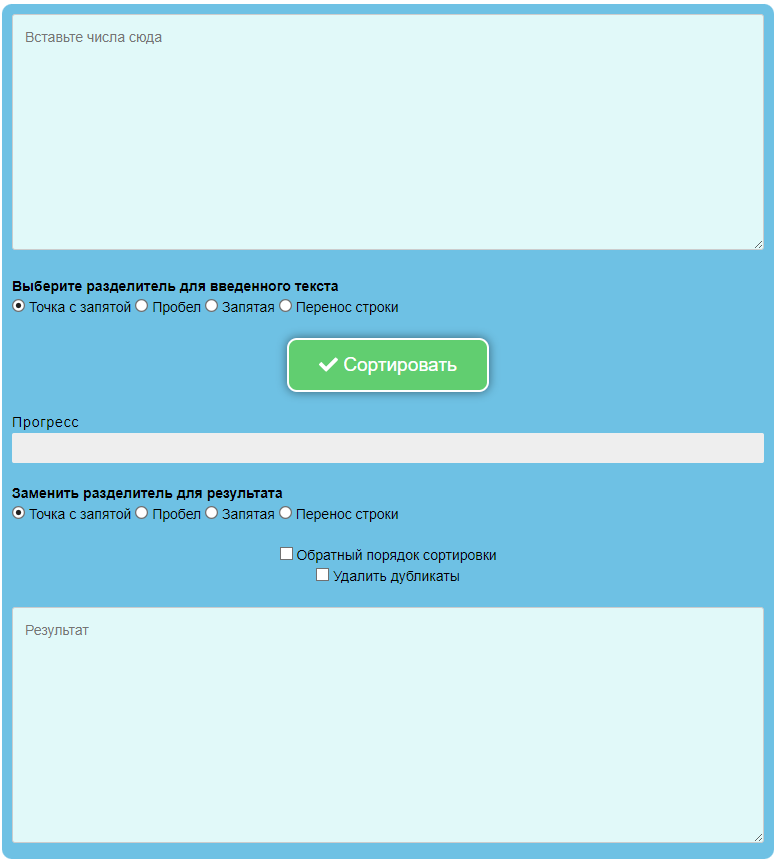 Вставьте числа сюда
Выберите разделитель для введенного текста
Точка с запятой Пробел Запятая Перенос строки
Сортировать
Прогресс
Заменить разделитель для результата
Точка с запятой Пробел Запятая Перенос строки
Обратный порядок сортировки
Удалить дубликаты
Результат